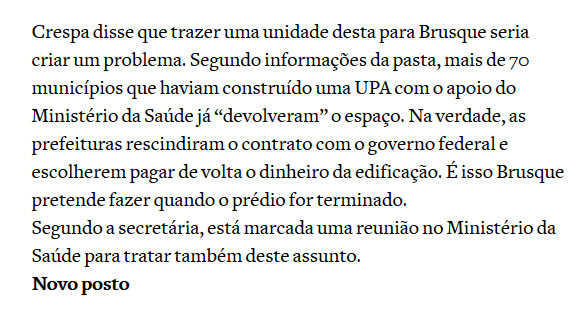 Crespa disse que trazer uma unidade desta para Brusque seria
criar um problema. Segundo informações da pasta, mais de 70
municípios que haviam construído uma UPA com o apoio do
Ministério da Saúde já “devolveram” o espaço. Na verdade, as
prefeituras rescindiram o contrato com o governo federal e
escolherem pagar de volta o dinheiro da edificação. É isso Brusque
pretende fazer quando o prédio for terminado.
Segundo a secretária, está marcada uma reunião no Ministério da
Saúde para tratar também deste assunto.
Novo posto